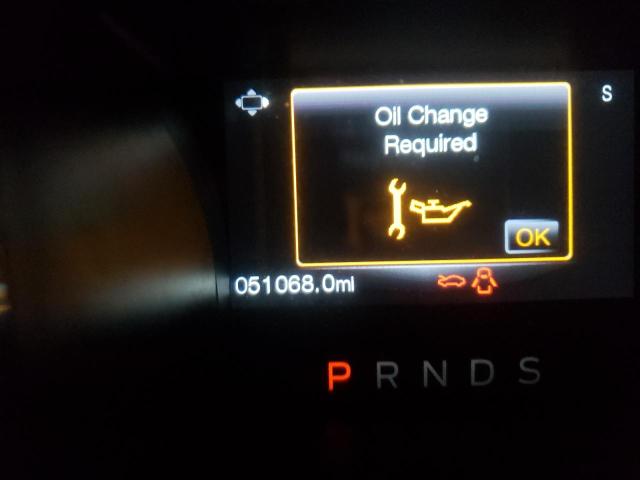 S
Oil Change
Required
OK
051068.0mi
P R N D S